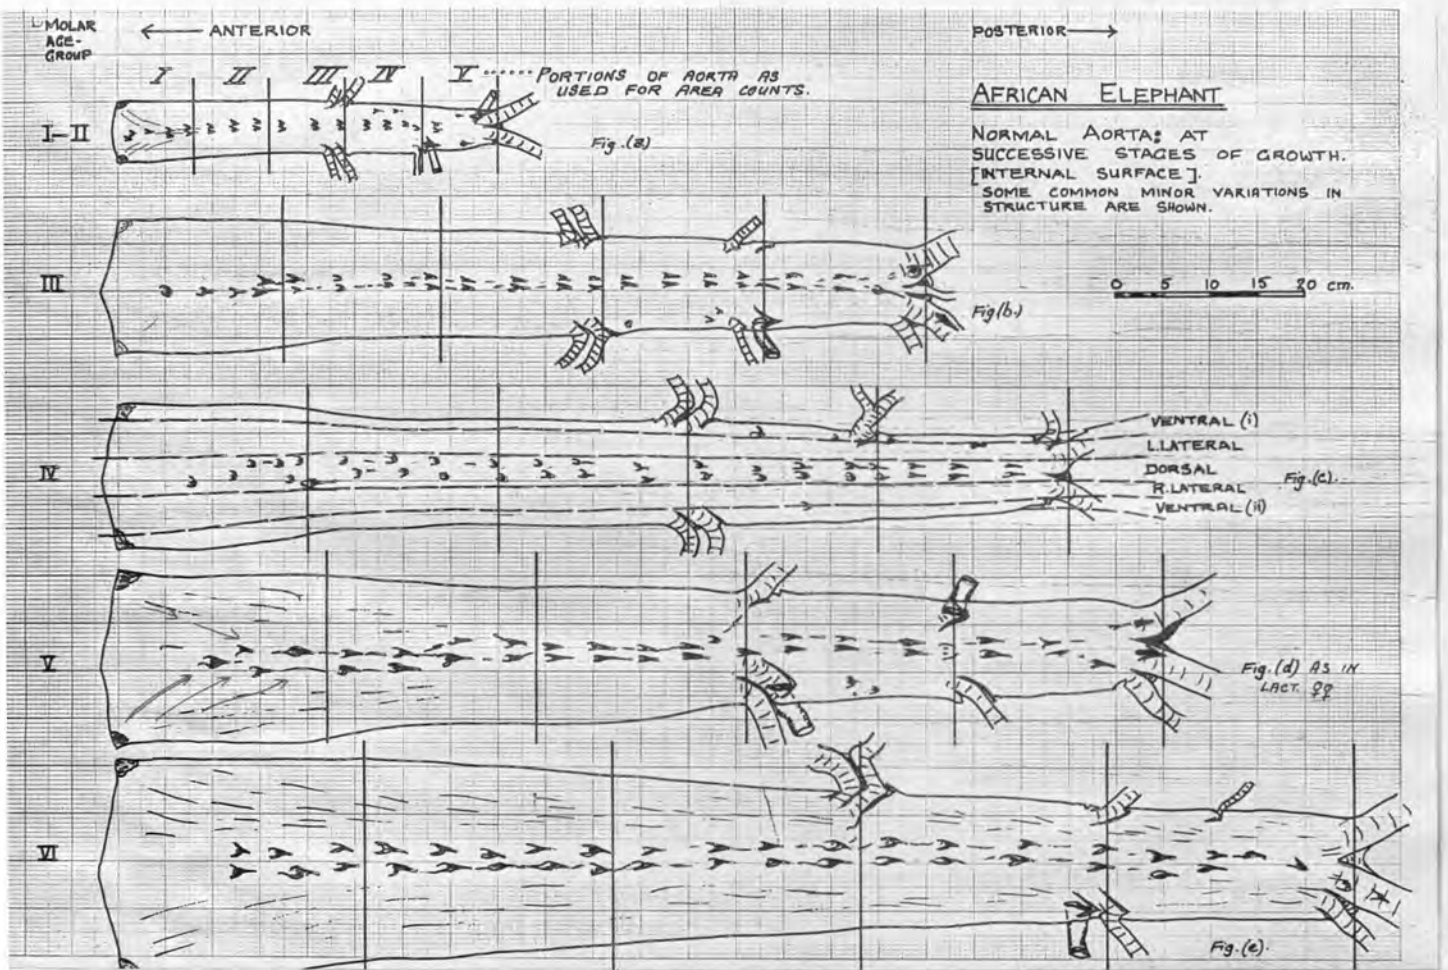 MOLAR
AGE-
GROUP
← ANTERIOR
POSTERIOR →
I II III IV V ...... PORTIONS OF AORTA AS
USED FOR AREA COUNTS.
AFRICAN ELEPHANT
NORMAL AORTA: AT
SUCCESSIVE STAGES OF GROWTH.
[INTERNAL SURFACE].
SOME COMMON MINOR VARIATIONS IN
STRUCTURE ARE SHOWN.
I-II
Fig.(a)
III
0 5 10 15 20 cm.
Fig(b.)
IV
VENTRAL (i)
L.LATERAL
DORSAL
R.LATERAL
VENTRAL (ii)
Fig.(c).
V
Fig.(d) AS IN
LACT. ♀♀
VI
Fig.(e).